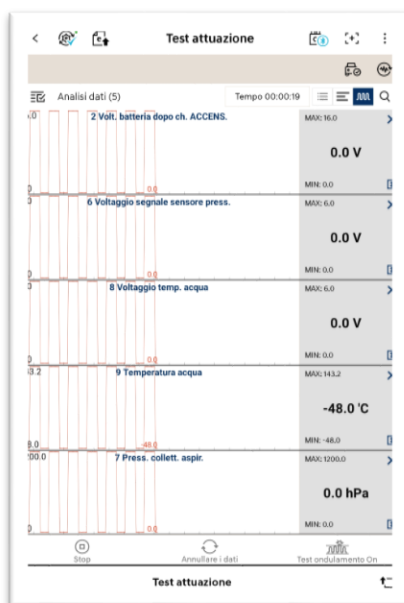 Test attuazione
Analisi dati (5)
Tempo 00:00:19
2 Volt. batteria dopo ch. ACCENS.
MAX: 16.0
0.0 V
0.0
MIN: 0.0
6 Voltaggio segnale sensore press.
MAX: 6.0
0.0 V
0.0
MIN: 0.0
8 Voltaggio temp. acqua
MAX: 6.0
0.0 V
0.0
MIN: 0.0
9 Temperatura acqua
MAX: 143.2
-48.0 °C
-48.0
MIN: -48.0
7 Press. collett. aspir.
MAX: 1200.0
0.0 hPa
0.0
MIN: 0.0
Stop
Annullare i dati
Test ondulamento On
Test attuazione